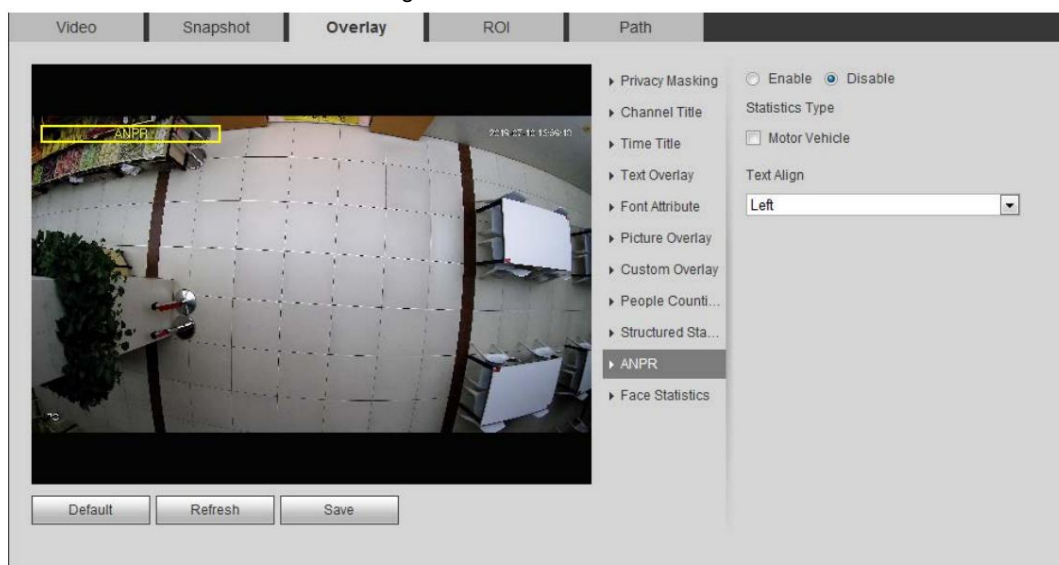 Video Snapshot Overlay ROI Path
ANPR
Privacy Masking
Channel Title
Time Title
Text Overlay
Font Attribute
Picture Overlay
Custom Overlay
People Counti...
Structured Sta...
ANPR
Face Statistics
Enable Disable
Statistics Type
Motor Vehicle
Text Align
Left
Default Refresh Save